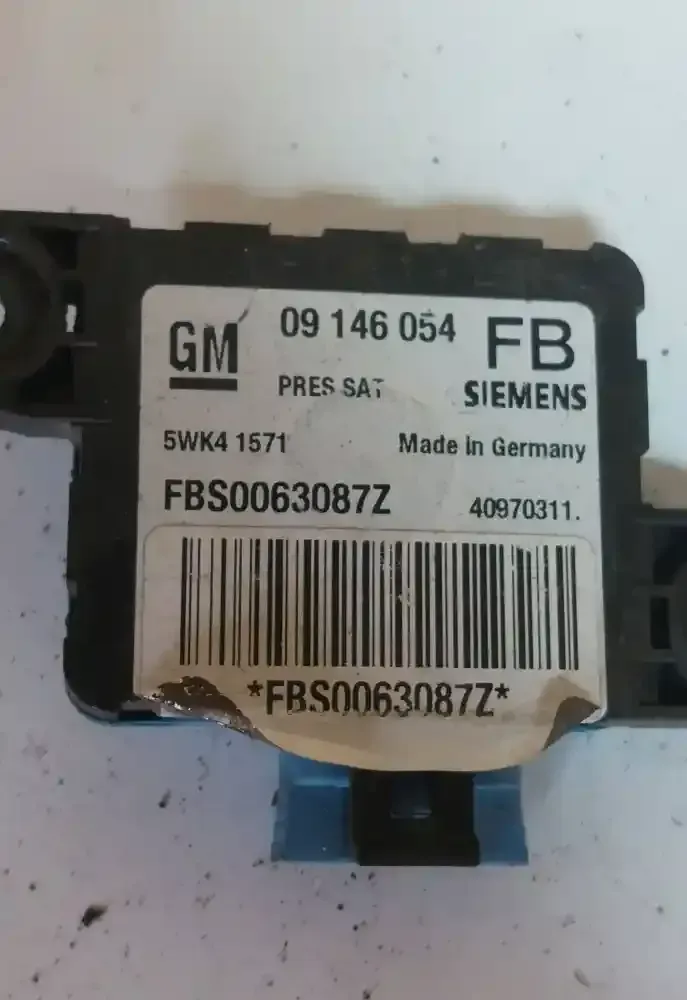 GM 09 146 054 FB
PRES SAT SIEMENS
5WK4 1571 Made in Germany
FBS0063087Z 40970311.
*FBS0063087Z*